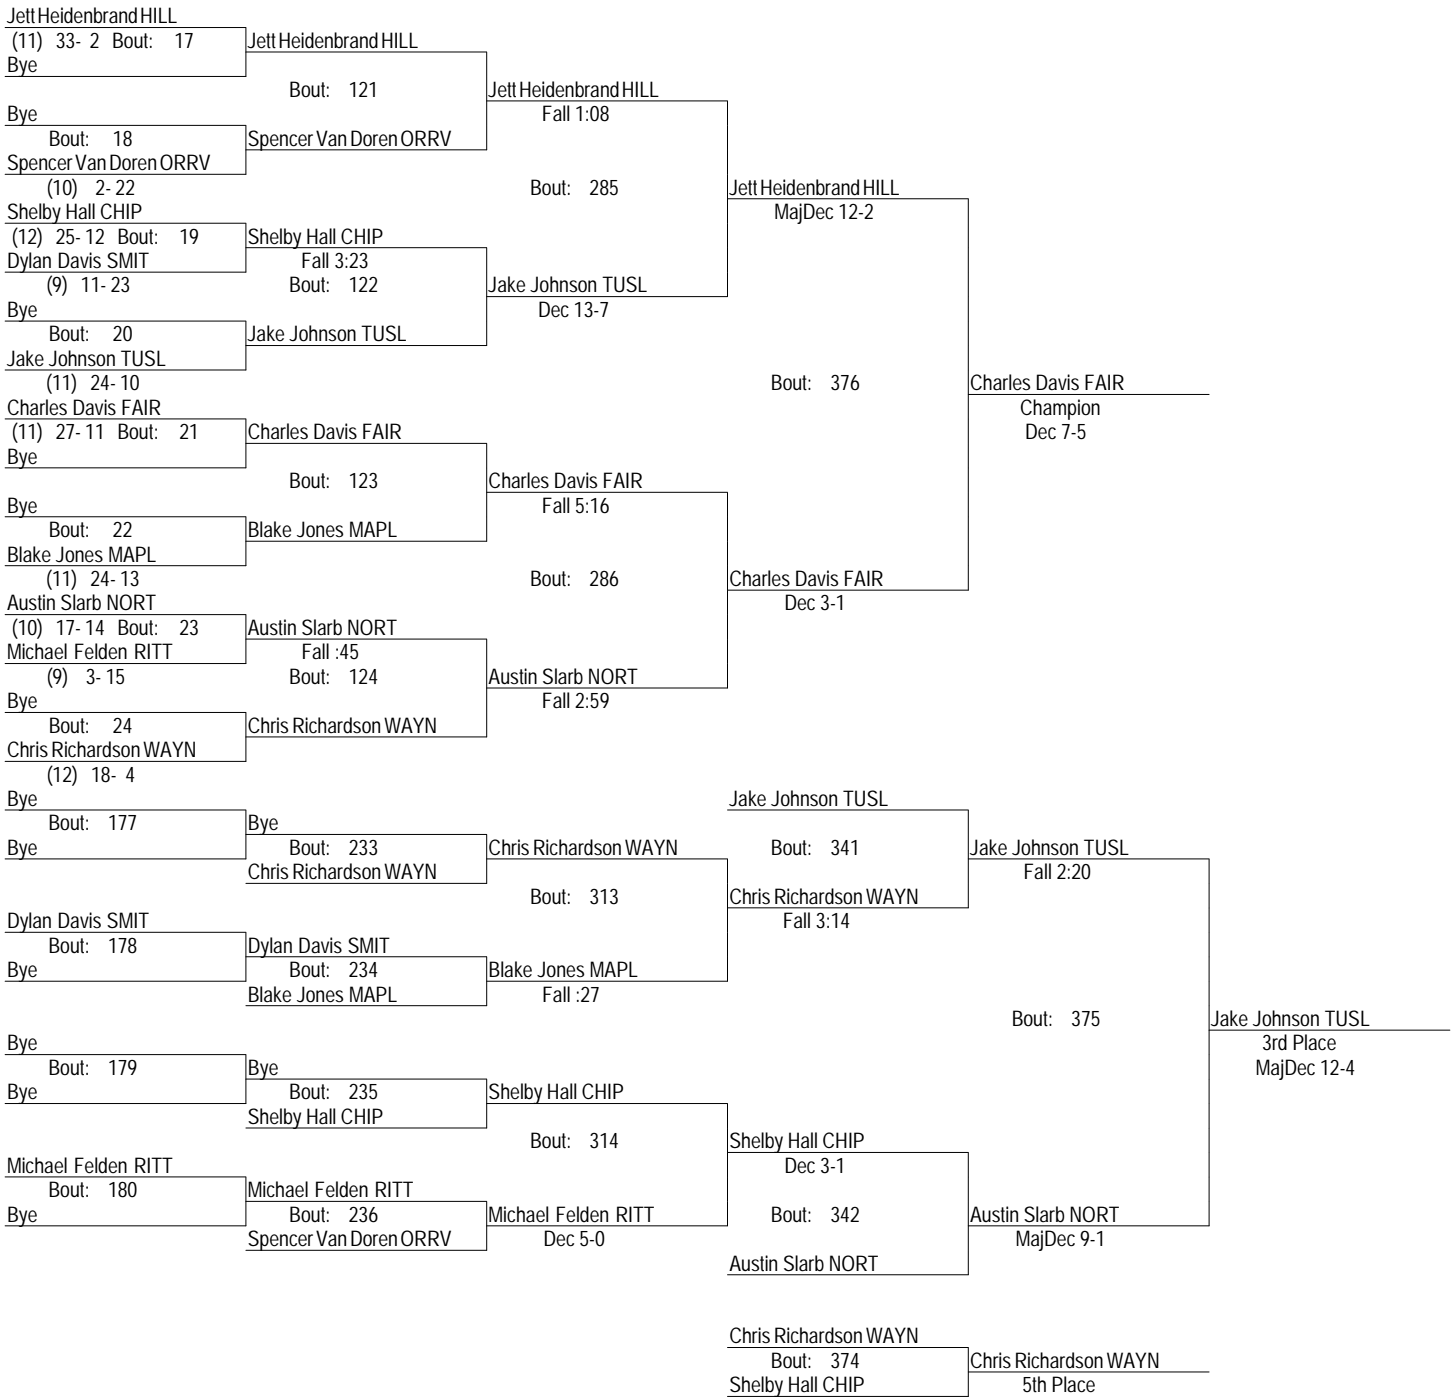 Jett Heidenbrand HILL
(11) 33- 2 Bout: 17 Jett Heidenbrand HILL
Bye
Bout: 121 Jett Heidenbrand HILL
Bye Fall 1:08
Bout: 18 Spencer Van Doren ORRV
Spencer Van Doren ORRV
(10) 2- 22 Bout: 285 Jett Heidenbrand HILL
Shelby Hall CHIP MajDec 12-2
(12) 25- 12 Bout: 19 Shelby Hall CHIP
Dylan Davis SMIT Fall 3:23
(9) 11- 23 Bout: 122 Jake Johnson TUSL
Bye Dec 13-7
Bout: 20 Jake Johnson TUSL
Jake Johnson TUSL
(11) 24- 10 Bout: 376 Charles Davis FAIR
Charles Davis FAIR Champion
(11) 27- 11 Bout: 21 Charles Davis FAIR Dec 7-5
Bye
Bout: 123 Charles Davis FAIR
Bye Fall 5:16
Bout: 22 Blake Jones MAPL
Blake Jones MAPL
(11) 24- 13 Bout: 286 Charles Davis FAIR
Austin Slarb NORT Dec 3-1
(10) 17- 14 Bout: 23 Austin Slarb NORT
Michael Felden RITT Fall :45
(9) 3- 15 Bout: 124 Austin Slarb NORT
Bye Fall 2:59
Bout: 24 Chris Richardson WAYN
Chris Richardson WAYN
(12) 18- 4
Bye Jake Johnson TUSL
Bout: 177 Bye
Bye Bout: 233 Chris Richardson WAYN Bout: 341 Jake Johnson TUSL
Chris Richardson WAYN Fall 2:20
Bout: 313 Chris Richardson WAYN
Dylan Davis SMIT Fall 3:14
Bout: 178 Dylan Davis SMIT
Bye Bout: 234 Blake Jones MAPL
Blake Jones MAPL Fall :27
Bout: 375 Jake Johnson TUSL
Bye 3rd Place
Bout: 179 Bye MajDec 12-4
Bye Bout: 235 Shelby Hall CHIP
Shelby Hall CHIP
Bout: 314 Shelby Hall CHIP
Michael Felden RITT Dec 3-1
Bout: 180 Michael Felden RITT
Bye Bout: 236 Michael Felden RITT Bout: 342 Austin Slarb NORT
Spencer Van Doren ORRV Dec 5-0 MajDec 9-1
Austin Slarb NORT
Chris Richardson WAYN
Bout: 374 Chris Richardson WAYN
Shelby Hall CHIP 5th Place